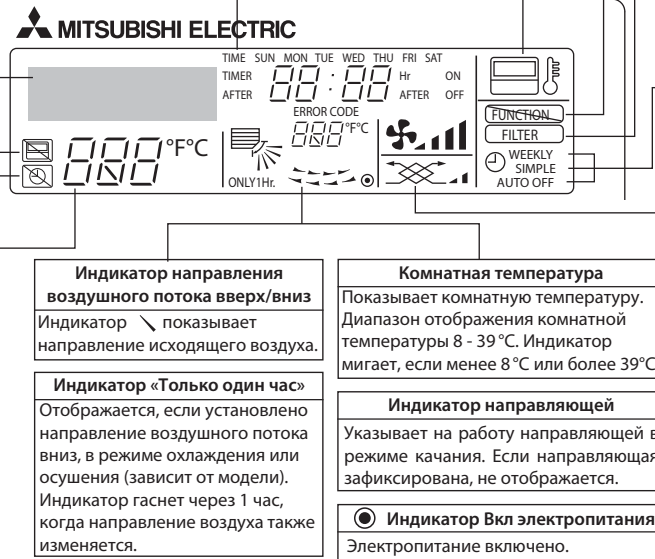 MITSUBISHI ELECTRIC
TIME SUN MON TUE WED THU FRI SAT
TIMER Hr ON
AFTER AFTER OFF
ERROR CODE
°F°C
°F°C
ONLY1Hr.
FUNCTION
FILTER
WEEKLY
SIMPLE
AUTO OFF
Индикатор направления
воздушного потока вверх/вниз
Индикатор показывает
направление исходящего воздуха.
Индикатор «Только один час»
Отображается, если установлено
направление воздушного потока
вниз, в режиме охлаждения или
осушения (зависит от модели).
Индикатор гаснет через 1 час,
когда направление воздуха также
изменяется.
Комнатная температура
Показывает комнатную температуру.
Диапазон отображения комнатной
температуры 8 - 39 °C. Индикатор
мигает, если менее 8 °C или более 39°C
Индикатор направляющей
Указывает на работу направляющей в
режиме качания. Если направляющая
зафиксирована, не отображается.
Индикатор Вкл электропитания
Электропитание включено.